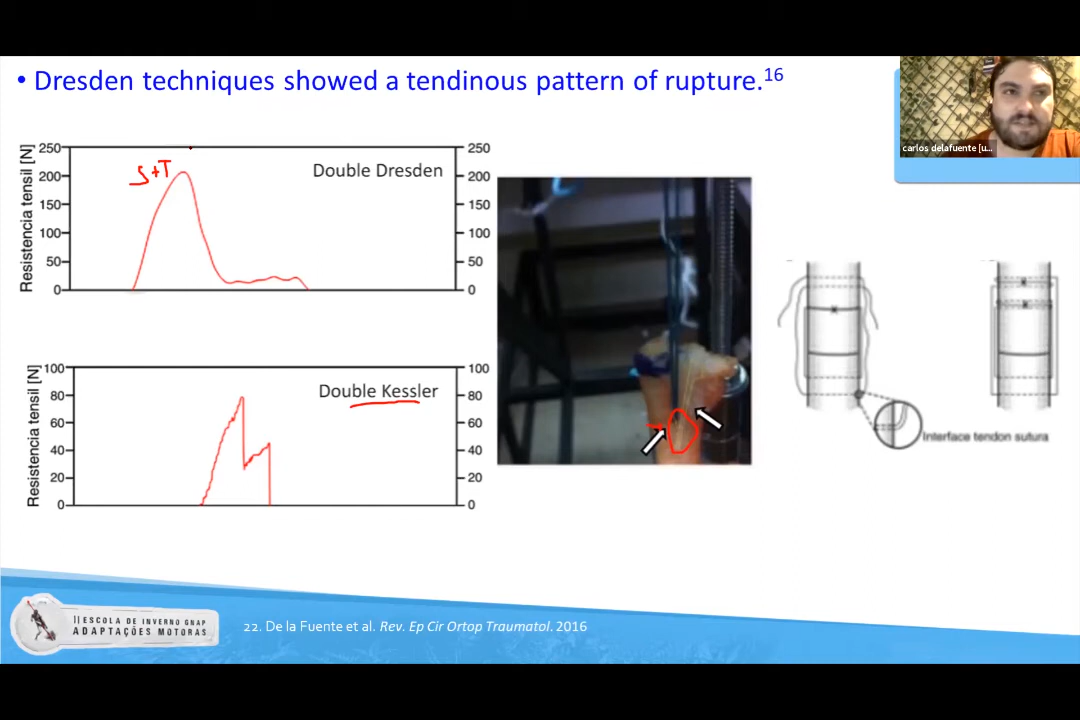 • Dresden techniques showed a tendinous pattern of rupture.16
carlos delafuente [u...
Resistencia tensil [N]
250
200
150
100
50
0
S+T
Double Dresden
250
200
150
100
50
0
Resistencia tensil [N]
100
80
60
40
20
0
Double Kessler
100
80
60
40
20
0
Interface tendon sutura
II ESCOLA DE INVERNO GNAP
ADAPTAÇÕES MOTORAS
22. De la Fuente et al. Rev. Ep Cir Ortop Traumatol. 2016